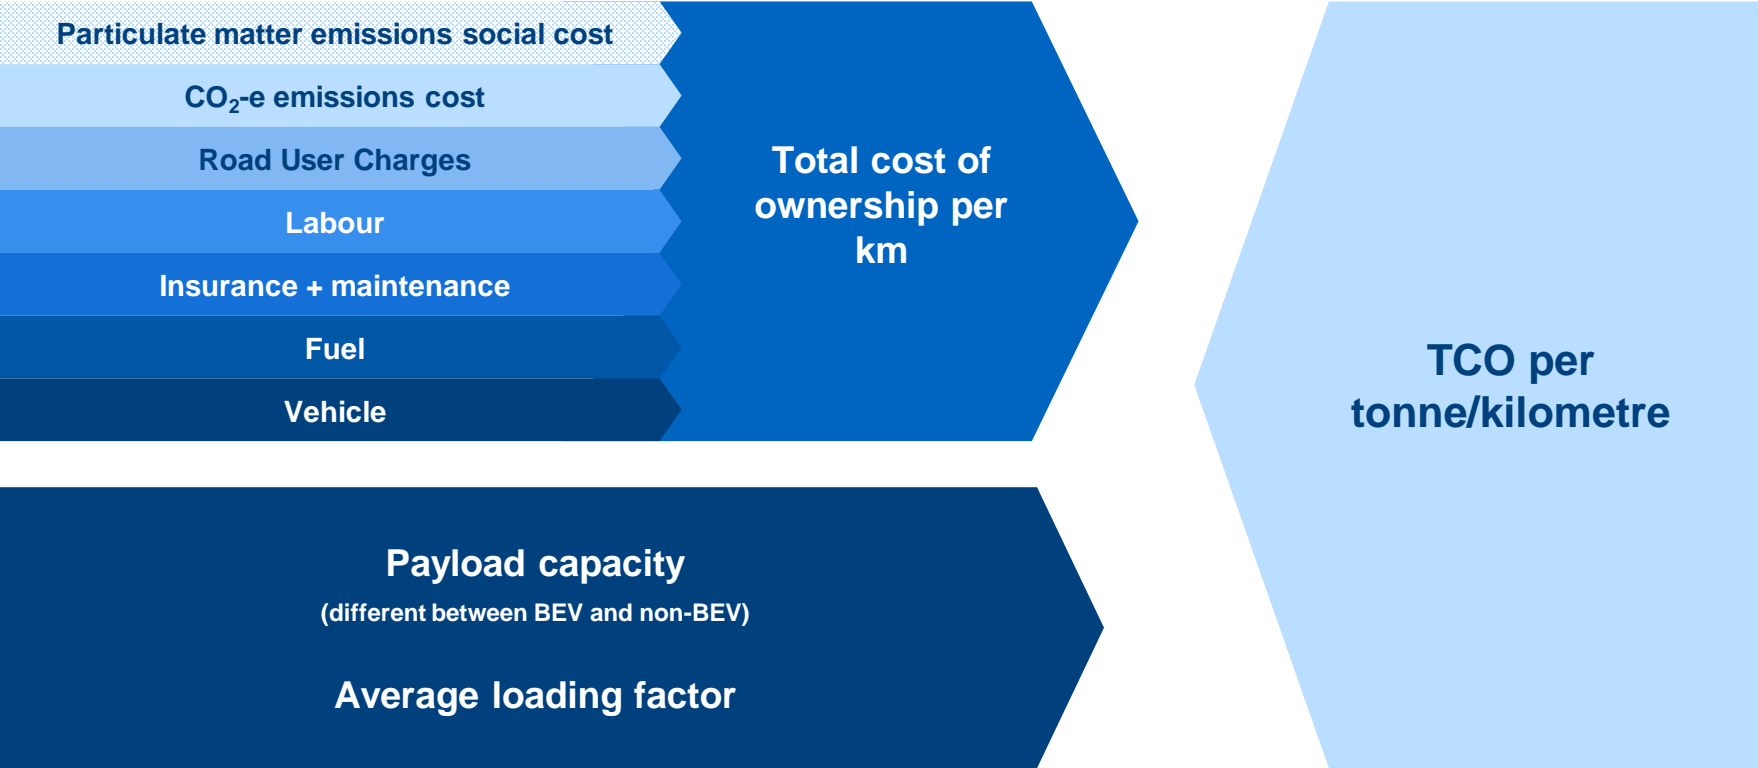 Particulate matter emissions social cost
CO₂-e emissions cost
Road User Charges
Labour
Insurance + maintenance
Fuel
Vehicle
Total cost of
ownership per
km
Payload capacity
(different between BEV and non-BEV)
Average loading factor
TCO per
tonne/kilometre